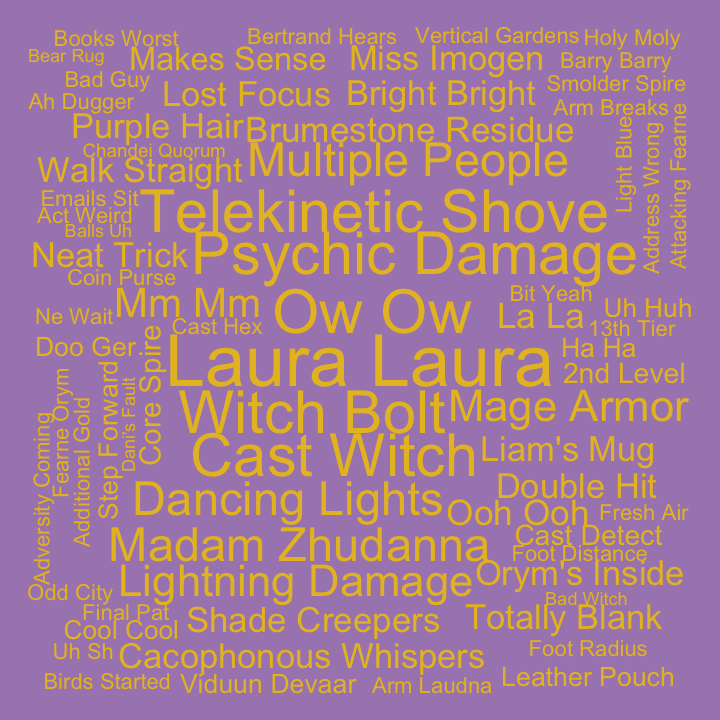 Books Worst
Bertrand Hears
Vertical Gardens
Holy Moly
Bear Rug
Makes Sense
Miss Imogen
Barry Barry
Bad Guy
Lost Focus
Bright Bright
Smolder Spire
Ah Dugger
Arm Breaks
Purple Hair
Brumestone Residue
Chandei Quorum
Walk Straight
Multiple People
Light Blue
Address Wrong
Attacking Fearne
Emails Sit
Telekinetic Shove
Act Weird
Balls Uh
Neat Trick
Psychic Damage
Coin Purse
Mm Mm
Ow Ow
Bit Yeah
La La
Uh Huh
Ne Wait
Cast Hex
13th Tier
Doo Ger
Core Spire
Laura Laura
Ha Ha
2nd Level
Adversity Coming
Fearne Orym
Additional Gold
Step Forward
Dani's Fault
Witch Bolt
Mage Armor
Cast Witch
Liam's Mug
Dancing Lights
Double Hit
Ooh Ooh
Fresh Air
Madam Zhudanna
Cast Detect
Foot Distance
Odd City
Lightning Damage
Orym's Inside
Final Pat
Bad Witch
Cool Cool
Shade Creepers
Totally Blank
Uh Sh
Cacophonous Whispers
Foot Radius
Birds Started
Viduun Devaar
Arm Laudna
Leather Pouch